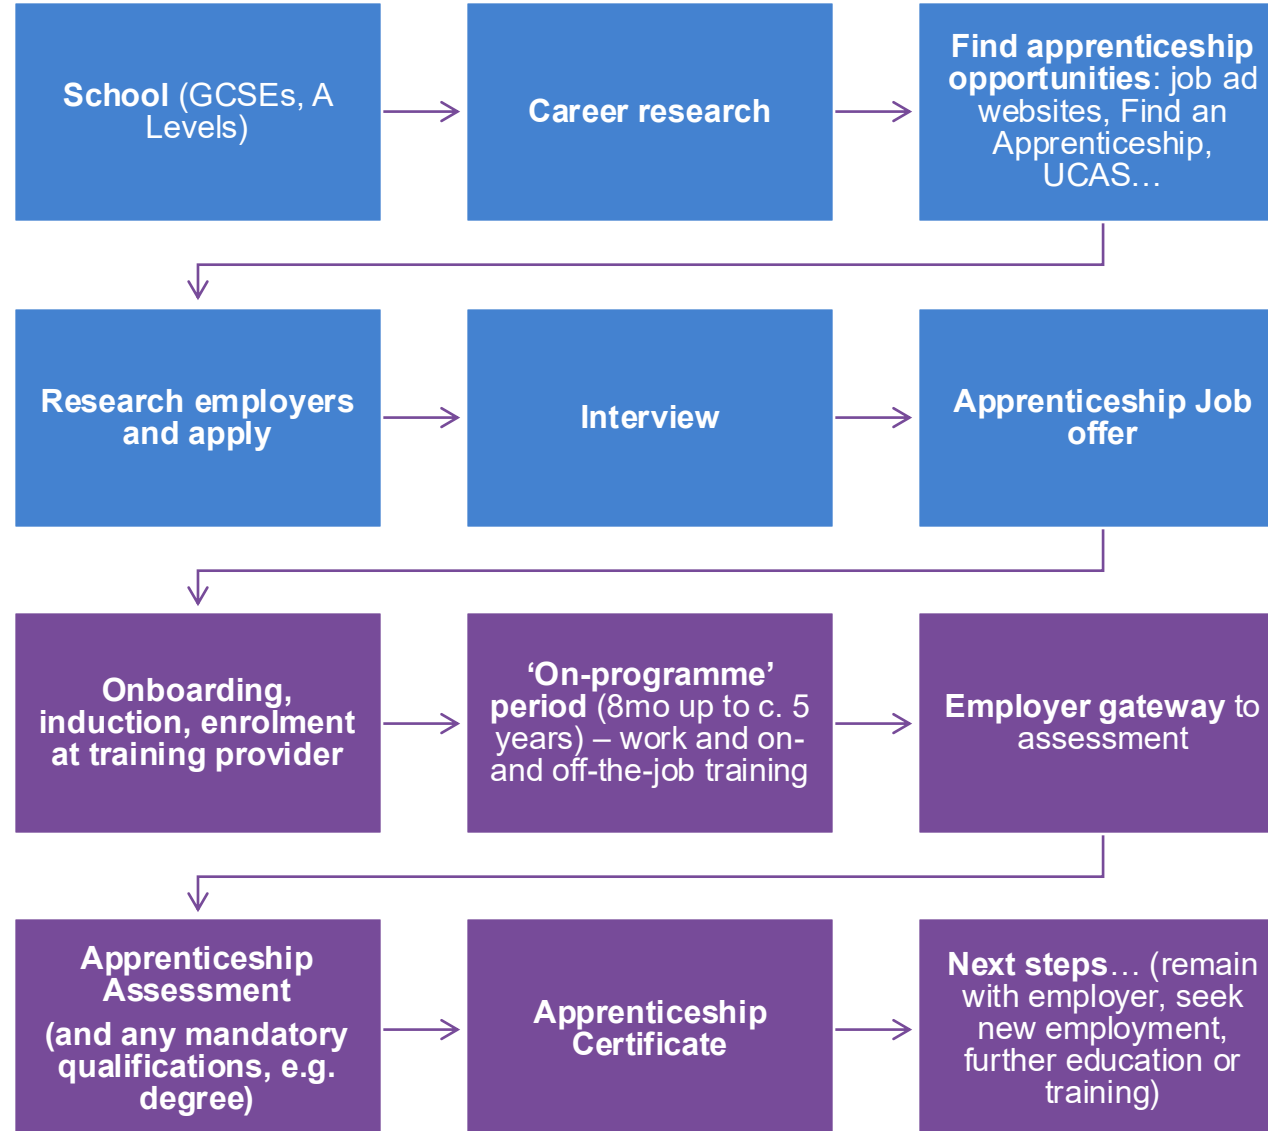 School (GCSEs, A
Levels)
Career research
Find apprenticeship
opportunities: job ad
websites, Find an
Apprenticeship,
UCAS…
Research employers
and apply
Interview
Apprenticeship Job
offer
Onboarding,
induction, enrolment
at training provider
‘On-programme’
period (8mo up to c. 5
years) – work and on-
and off-the-job training
Employer gateway to
assessment
Apprenticeship
Assessment
(and any mandatory
qualifications, e.g.
degree)
Apprenticeship
Certificate
Next steps… (remain
with employer, seek
new employment,
further education or
training)